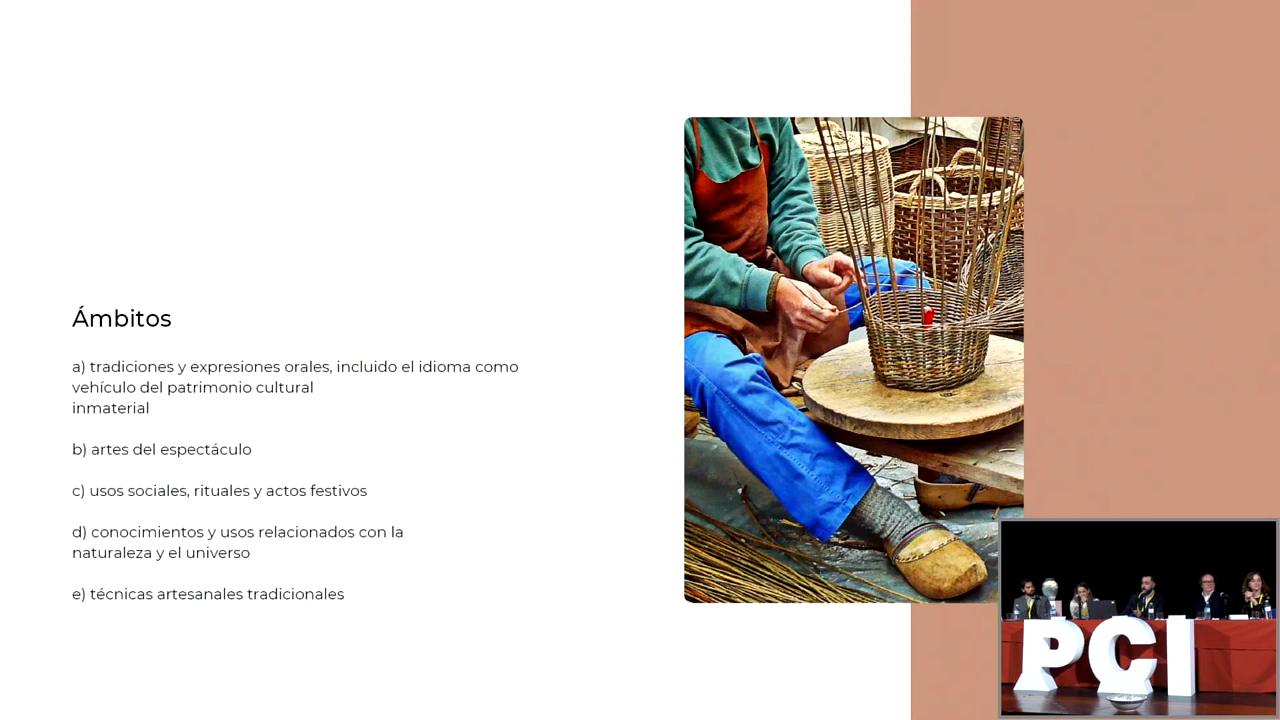 Ámbitos
a) tradiciones y expresiones orales, incluido el idioma como
vehículo del patrimonio cultural
inmaterial
b) artes del espectáculo
c) usos sociales, rituales y actos festivos
d) conocimientos y usos relacionados con la
naturaleza y el universo
e) técnicas artesanales tradicionales
PCI